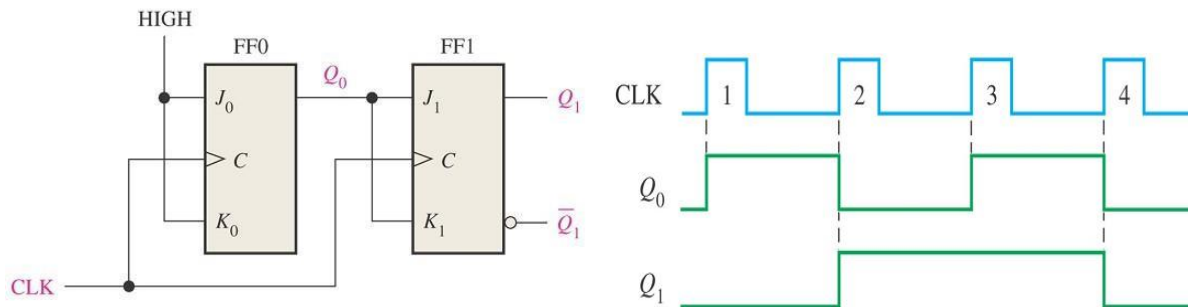 HIGH
FF0
FF1
Q₀
J₀
J₁
Q₁
C
C
K₀
K₁
Q̅₁
CLK
CLK
1
2
3
4
Q₀
Q₁